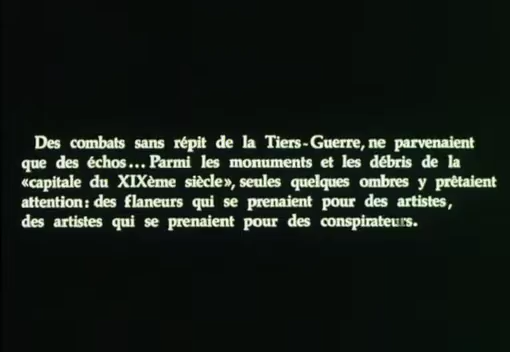 Des combats sans répit de la Tiers-Guerre, ne parvenaient
que des échos... Parmi les monuments et les débris de la
«capitale du XIXème siècle», seules quelques ombres y prêtaient
attention: des flaneurs qui se prenaient pour des artistes,
des artistes qui se prenaient pour des conspirateurs.